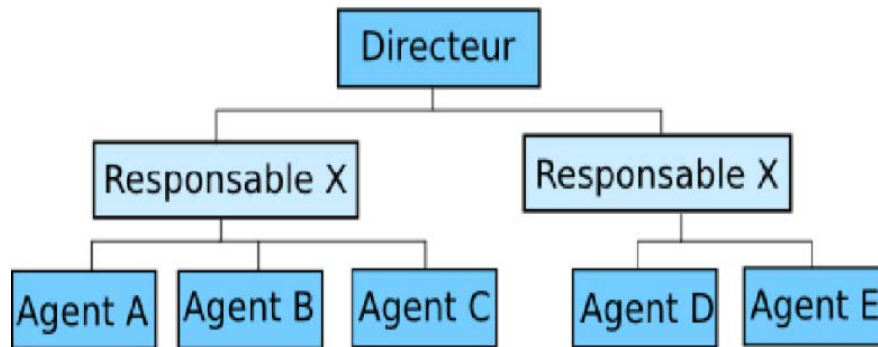 Directeur
Responsable X
Responsable X
Agent A
Agent B
Agent C
Agent D
Agent E